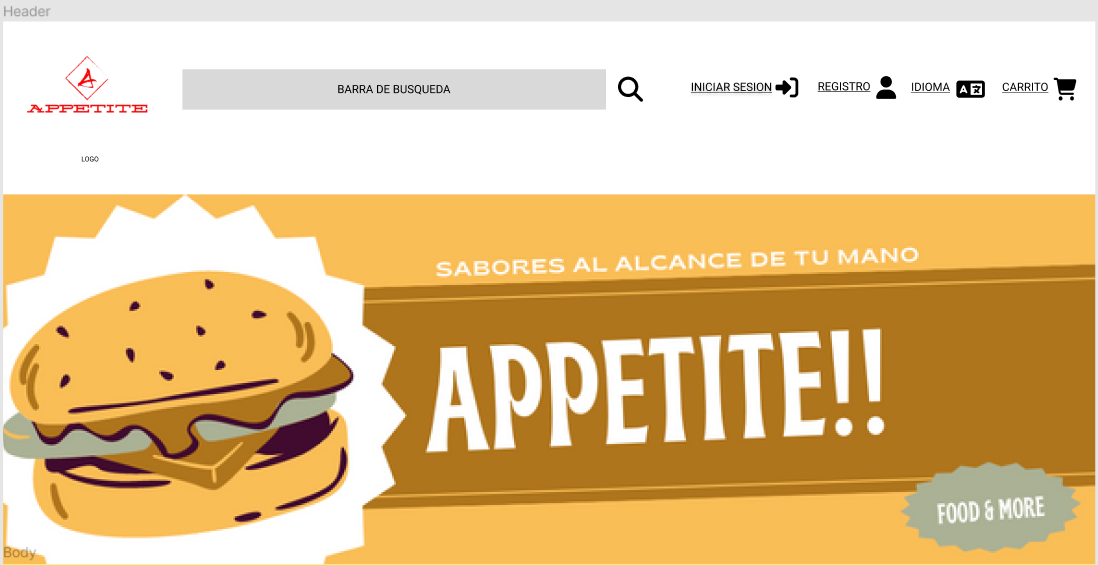 Header
APPETITE
BARRA DE BUSQUEDA
INICIAR SESION
REGISTRO
IDIOMA
A 文
CARRITO
LOGO
SABORES AL ALCANCE DE TU MANO
APPETITE!!
FOOD & MORE
Body